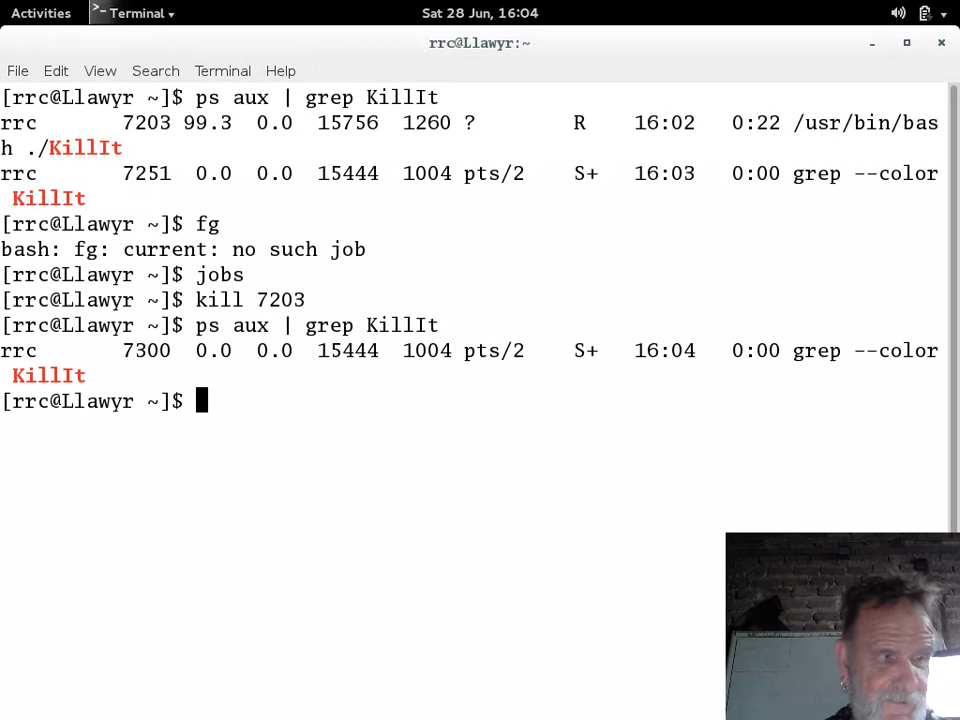 Activities >_ Terminal Sat 28 Jun, 16:04
rrc@Llawyr:~
File Edit View Search Terminal Help
[rrc@Llawyr ~]$ ps aux | grep KillIt
rrc 7203 99.3 0.0 15756 1260 ? R 16:02 0:22 /usr/bin/bas
h ./KillIt
rrc 7251 0.0 0.0 15444 1004 pts/2 S+ 16:03 0:00 grep --color
KillIt
[rrc@Llawyr ~]$ fg
bash: fg: current: no such job
[rrc@Llawyr ~]$ jobs
[rrc@Llawyr ~]$ kill 7203
[rrc@Llawyr ~]$ ps aux | grep KillIt
rrc 7300 0.0 0.0 15444 1004 pts/2 S+ 16:04 0:00 grep --color
KillIt
[rrc@Llawyr ~]$